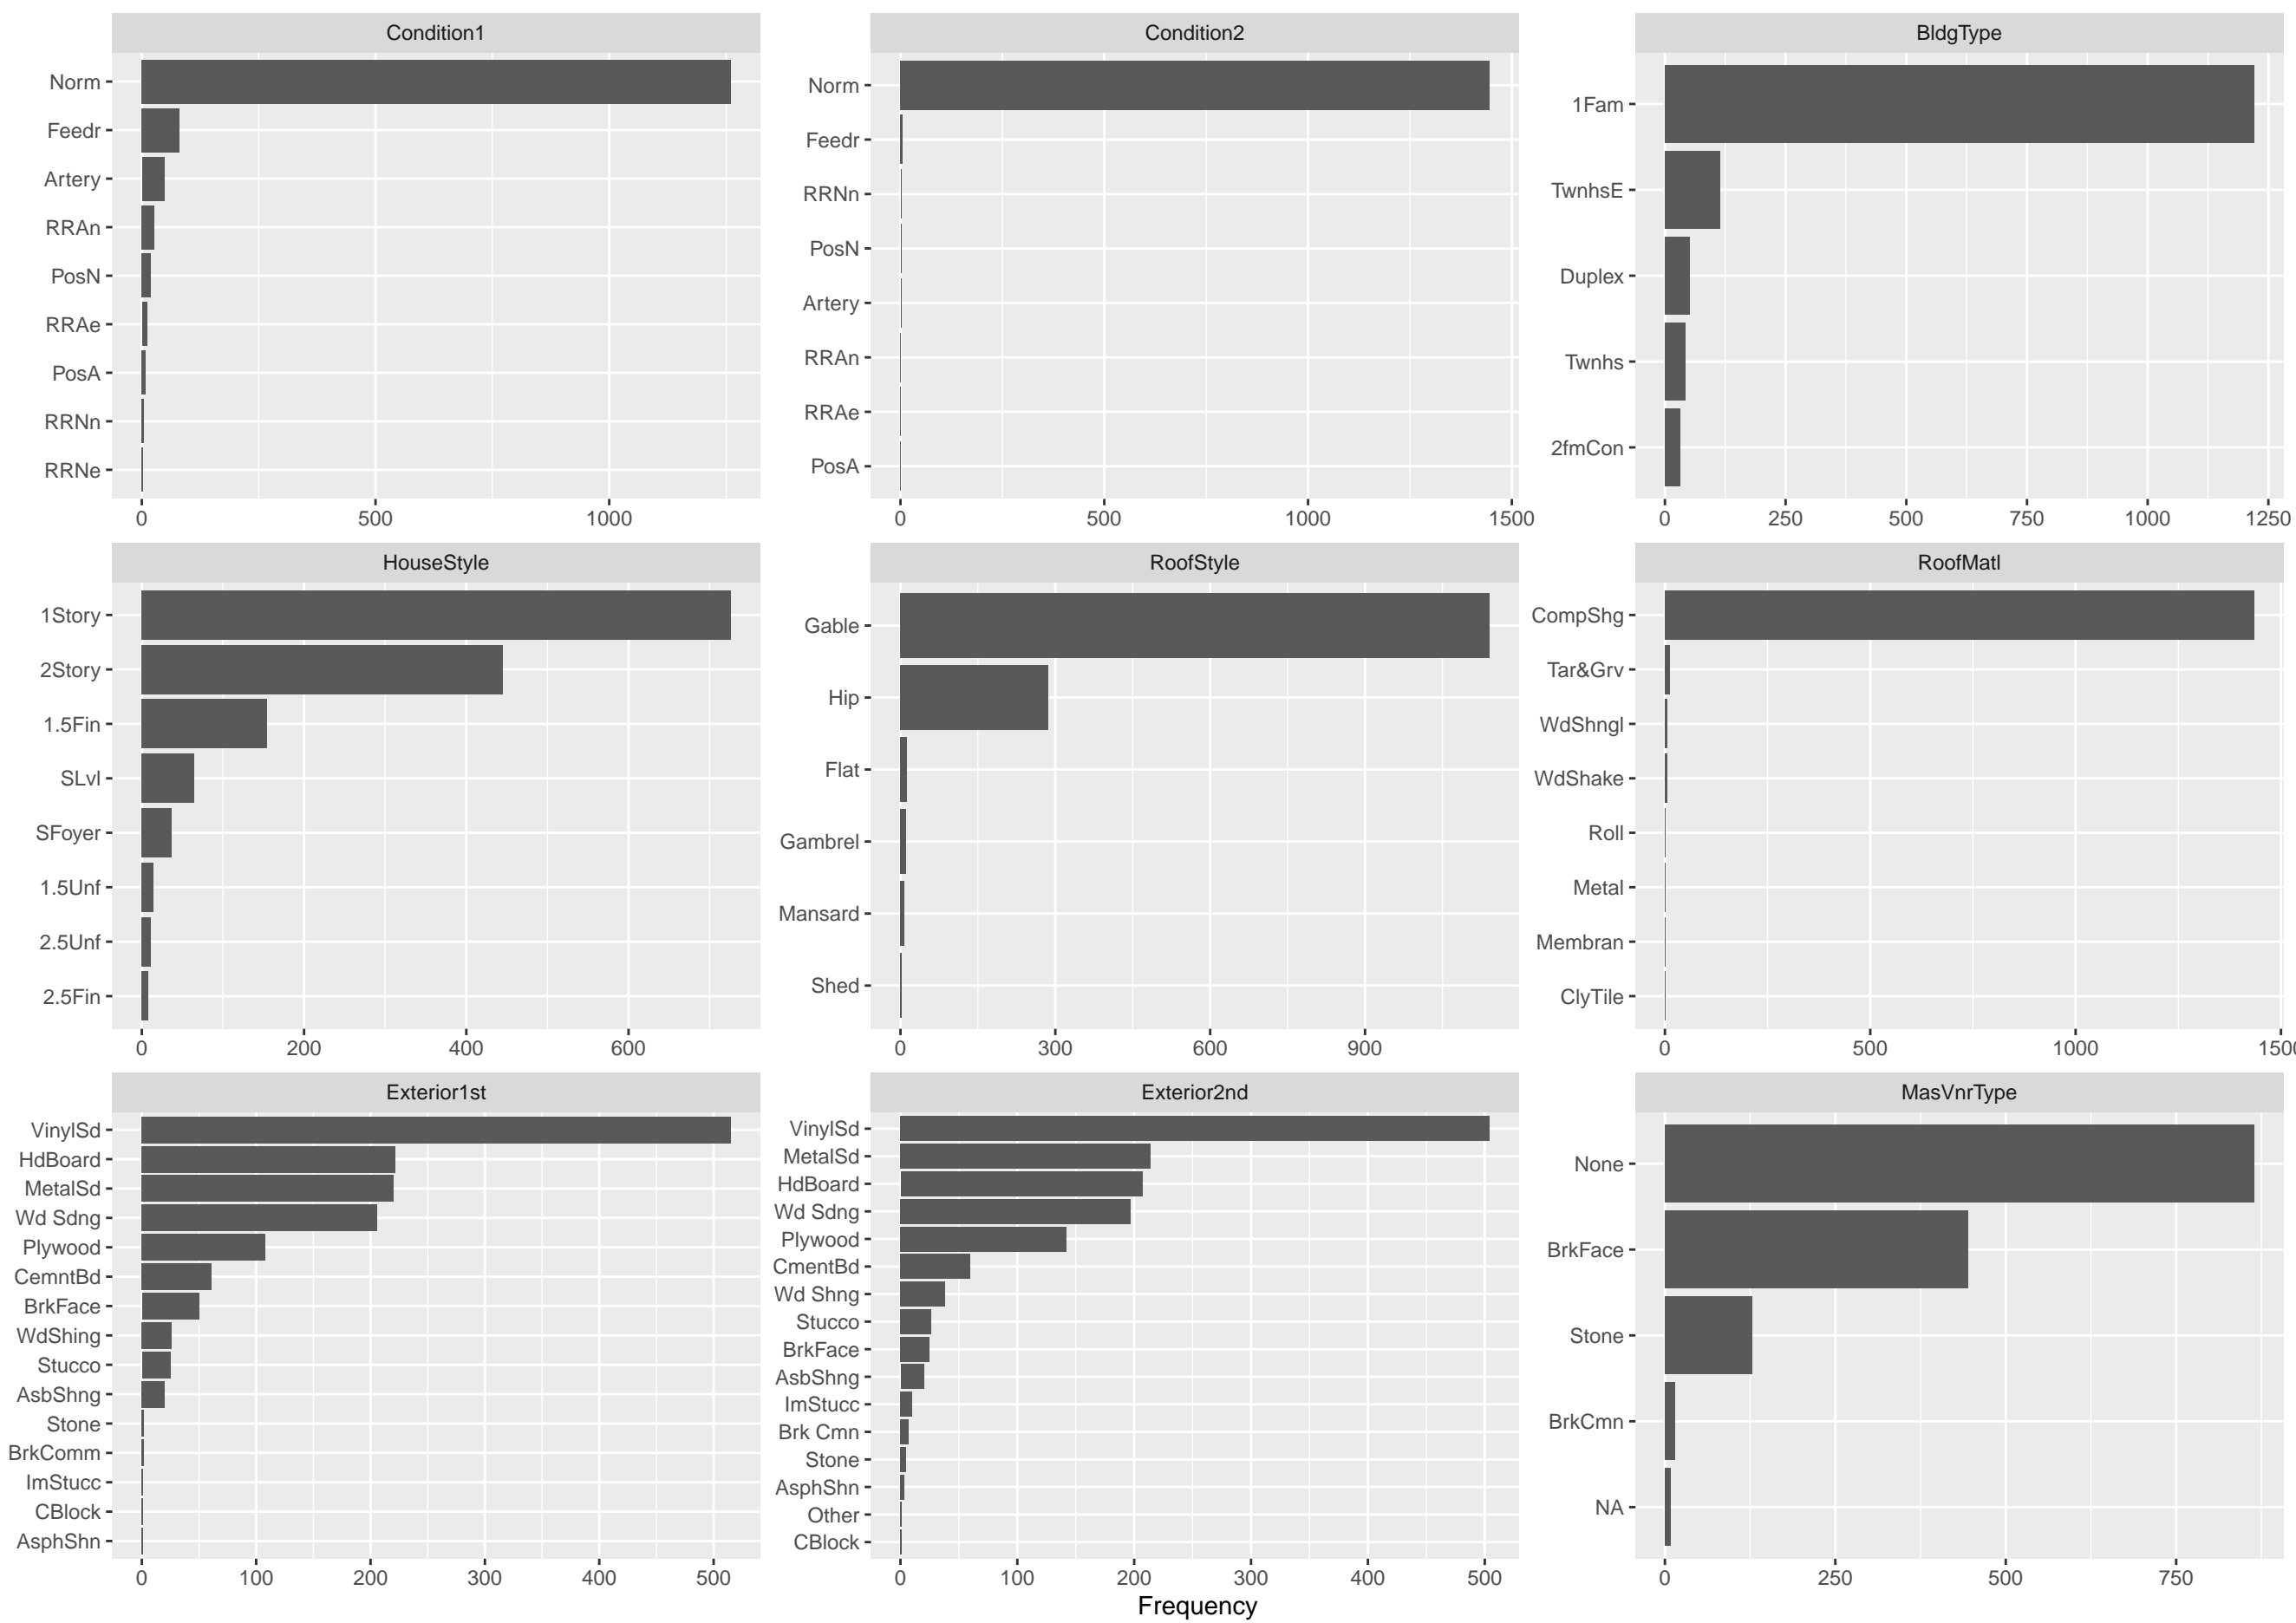 Condition1
Norm
Feedr
Artery
RRAn
PosN
RRAe
PosA
RRNn
RRNe
0 500 1000
Condition2
Norm
Feedr
RRNn
PosN
Artery
RRAn
RRAe
PosA
0 500 1000 1500
BldgType
1Fam
TwnhsE
Duplex
Twnhs
2fmCon
0 250 500 750 1000 1250
HouseStyle
1Story
2Story
1.5Fin
SLvl
SFoyer
1.5Unf
2.5Unf
2.5Fin
0 200 400 600
RoofStyle
Gable
Hip
Flat
Gambrel
Mansard
Shed
0 300 600 900
RoofMatl
CompShg
Tar&Grv
WdShngl
WdShake
Roll
Metal
Membran
ClyTile
0 500 1000 1500
Exterior1st
VinylSd
HdBoard
MetalSd
Wd Sdng
Plywood
CemntBd
BrkFace
WdShing
Stucco
AsbShng
Stone
BrkComm
ImStucc
CBlock
AsphShn
0 100 200 300 400 500
Exterior2nd
VinylSd
MetalSd
HdBoard
Wd Sdng
Plywood
CmentBd
Wd Shng
Stucco
BrkFace
AsbShng
ImStucc
Brk Cmn
Stone
AsphShn
Other
CBlock
0 100 200 300 400 500
MasVnrType
None
BrkFace
Stone
BrkCmn
NA
0 250 500 750
Frequency